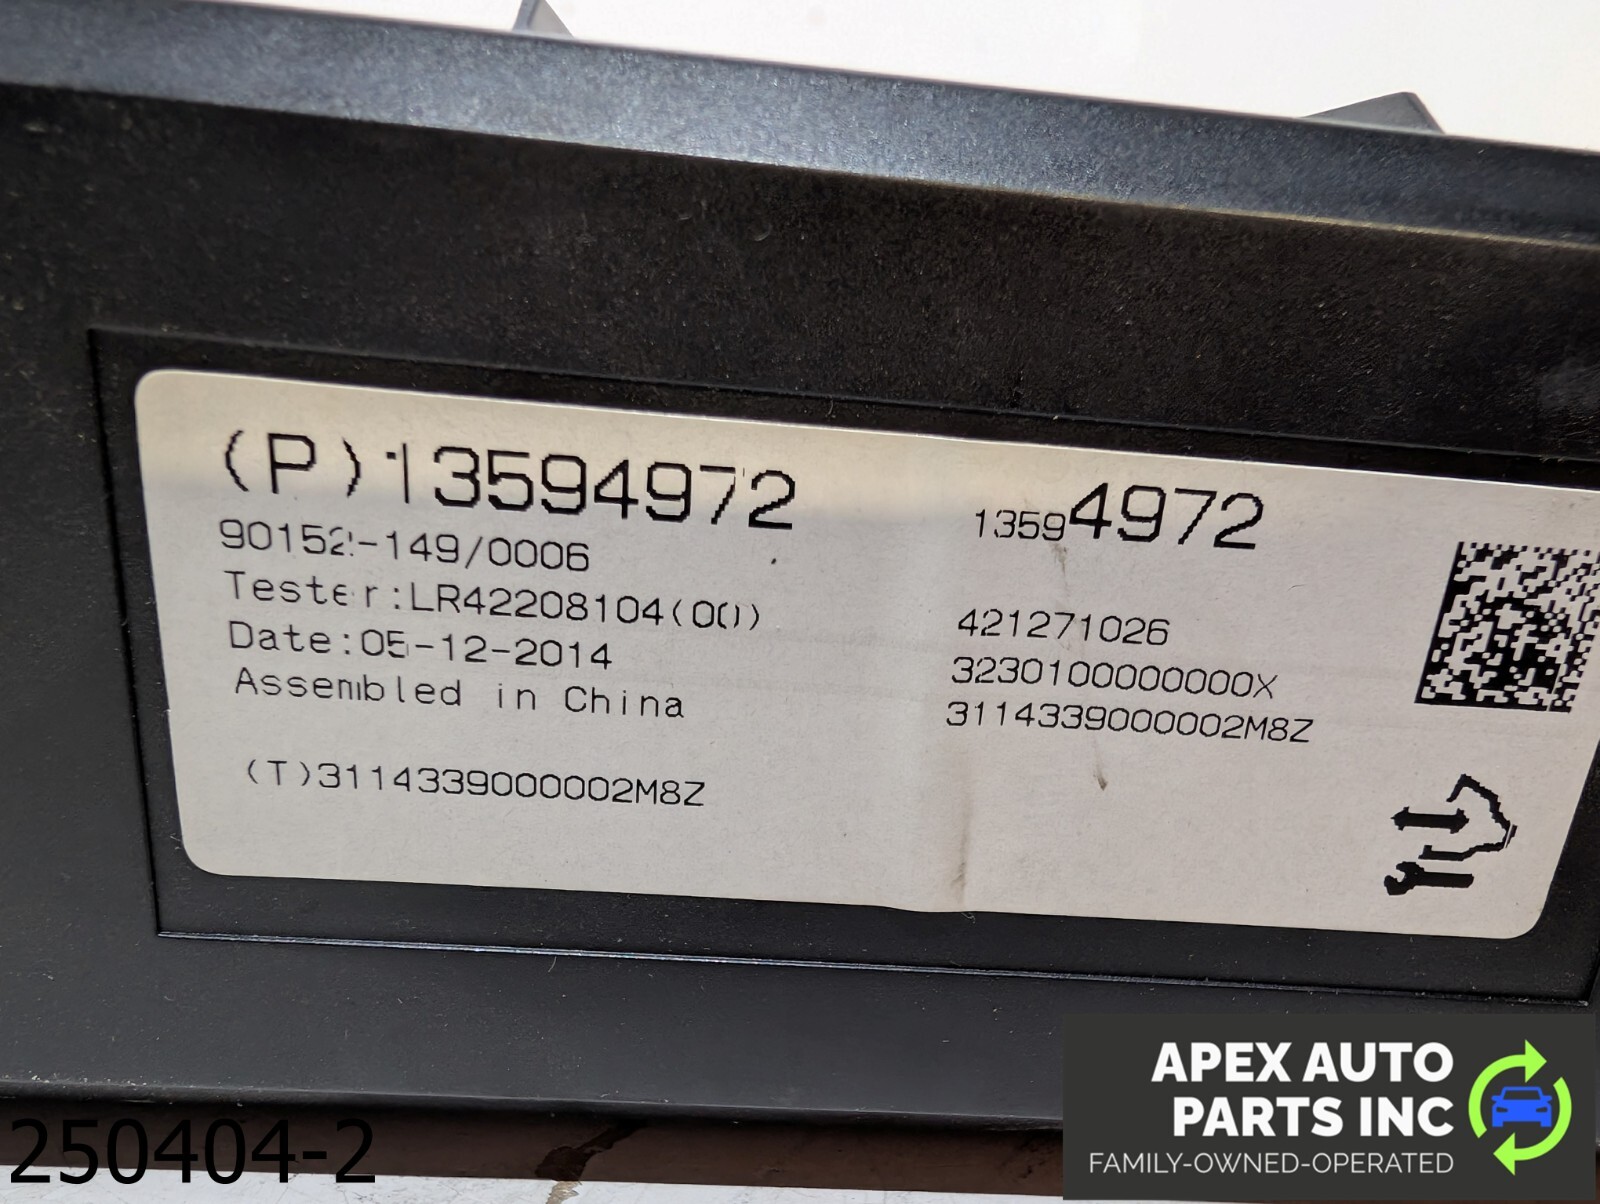 (P)13594972
90152-149/0006
Tester:LR42208104(00)
Date:05-12-2014
Assembled in China
(T)3114339000002M8Z
13594972
421271026
3230100000000X
3114339000002M8Z
250404-2
APEX AUTO
PARTS INC
FAMILY-OWNED-OPERATED